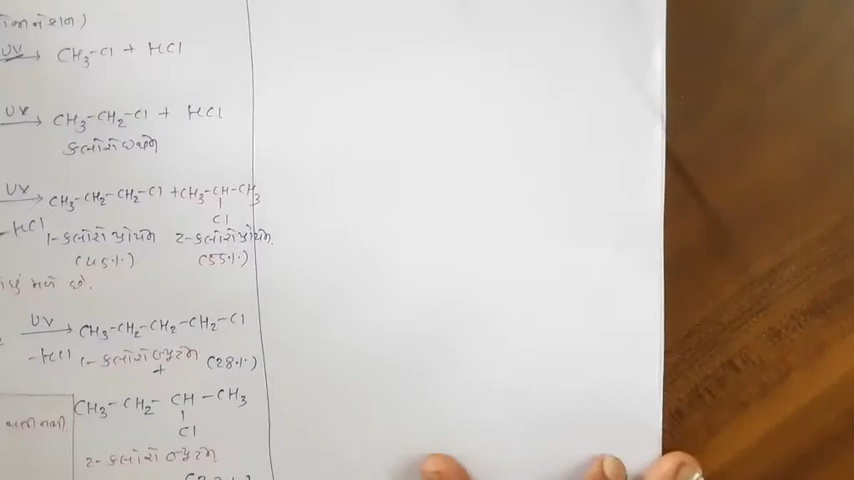 UV → CH3-Cl + HCl
UV → CH3-CH2-Cl + HCl
ક્લોરોઇથેન
UV → CH3-CH2-CH2-Cl + CH3-CH-CH3
-HCl
Cl
1-ક્લોરો પ્રોપેન 2-ક્લોરોપ્રોપેન
(45%) (55%)
મળે છે.
UV → CH3-CH2-CH2-CH2-Cl
-HCl 1-ક્લોરો બ્યુટેન (28%)
+
CH3-CH2-CH-CH3
Cl
2-ક્લોરો બ્યુટેન